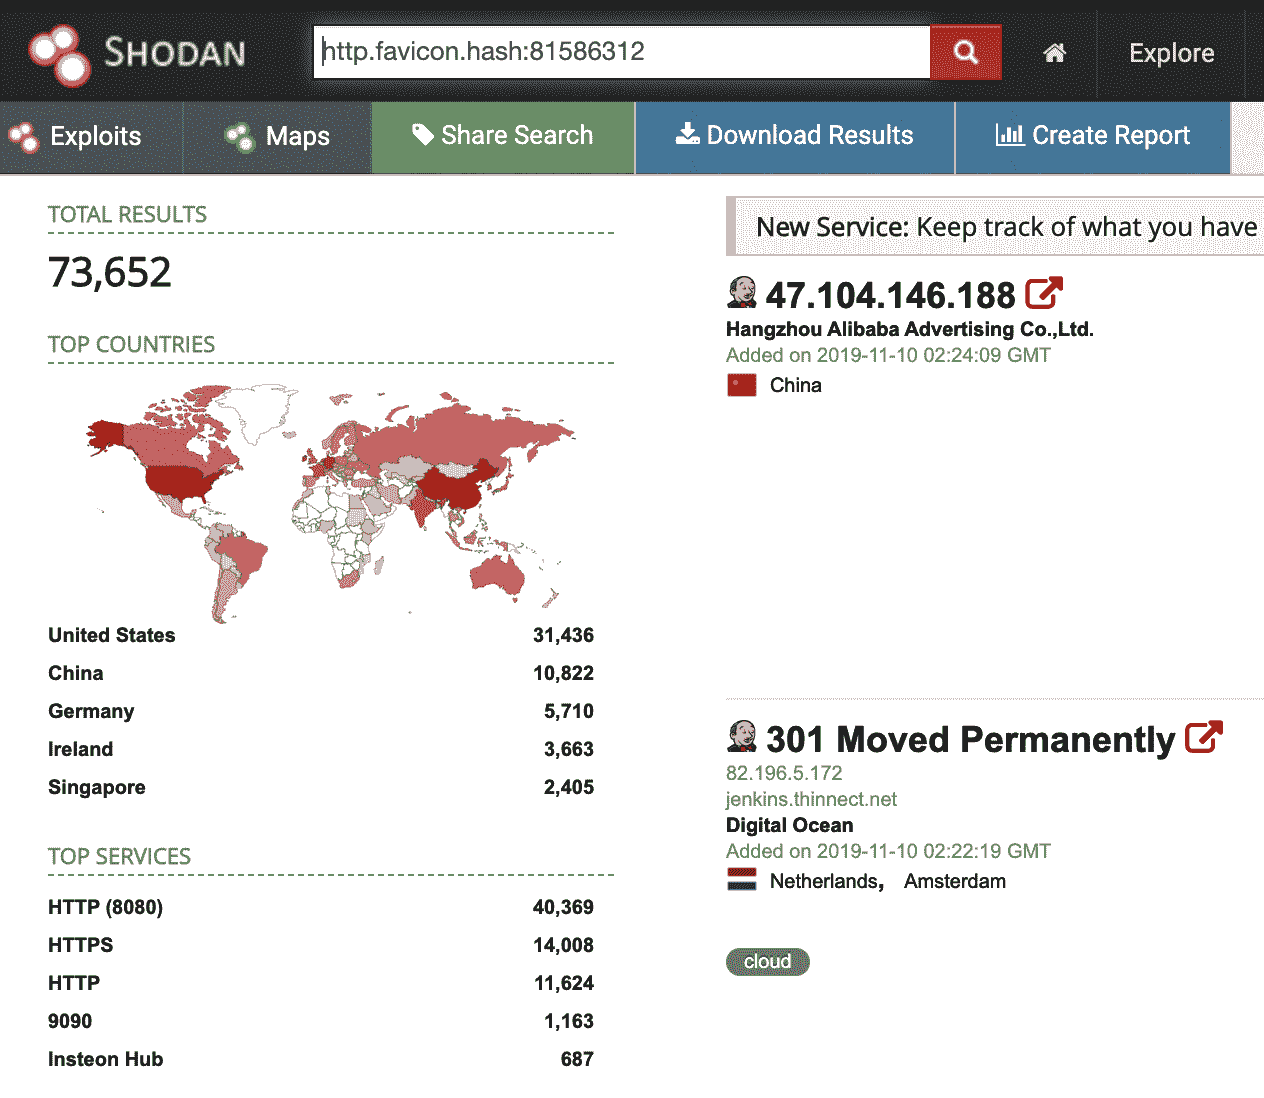 SHODAN
http.favicon.hash:81586312
Explore
Exploits
Maps
Share Search
Download Results
Create Report
TOTAL RESULTS
73,652
TOP COUNTRIES
United States 31,436
China 10,822
Germany 5,710
Ireland 3,663
Singapore 2,405
TOP SERVICES
HTTP (8080) 40,369
HTTPS 14,008
HTTP 11,624
9090 1,163
Insteon Hub 687
New Service: Keep track of what you have
47.104.146.188
Hangzhou Alibaba Advertising Co.,Ltd.
Added on 2019-11-10 02:24:09 GMT
China
301 Moved Permanently
82.196.5.172
jenkins.thinnect.net
Digital Ocean
Added on 2019-11-10 02:22:19 GMT
Netherlands, Amsterdam
cloud